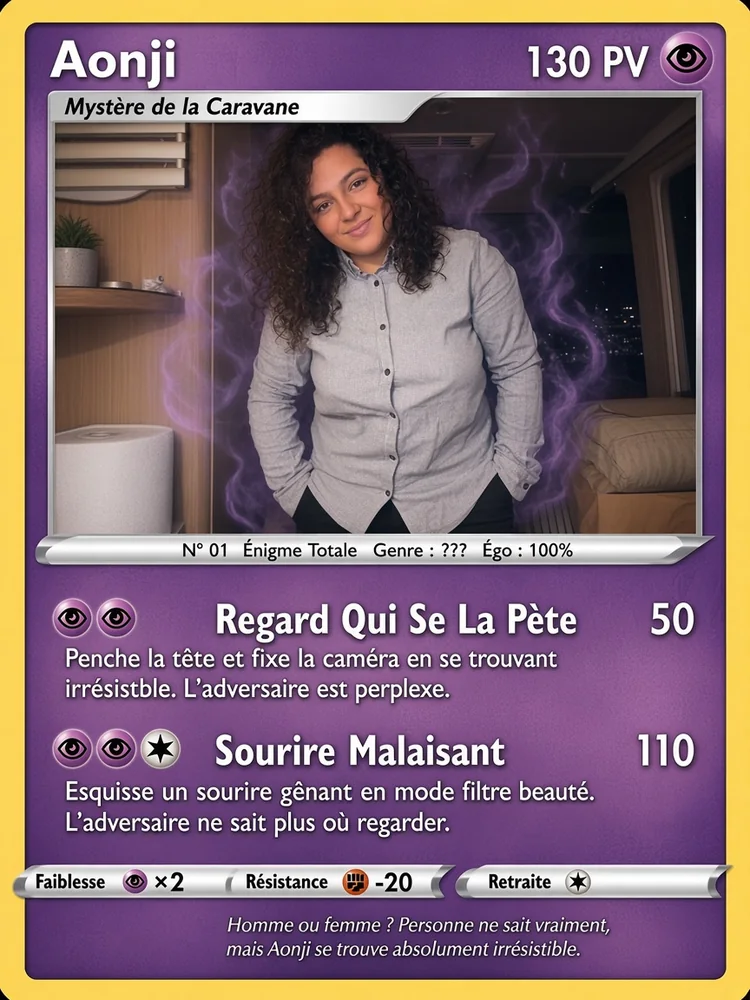 Aonji
130 PV
Mystère de la Caravane
N° 01 Énigme Totale Genre : ??? Égo : 100%
Regard Qui Se La Pète 50
Penche la tête et fixe la caméra en se trouvant
irrésistble. L'adversaire est perplexe.
Sourire Malaisant 110
Esquisse un sourire gênant en mode filtre beauté.
L'adversaire ne sait plus où regarder.
Faiblesse ×2 Résistance -20 Retraite
Homme ou femme ? Personne ne sait vraiment,
mais Aonji se trouve absolument irrésistible.